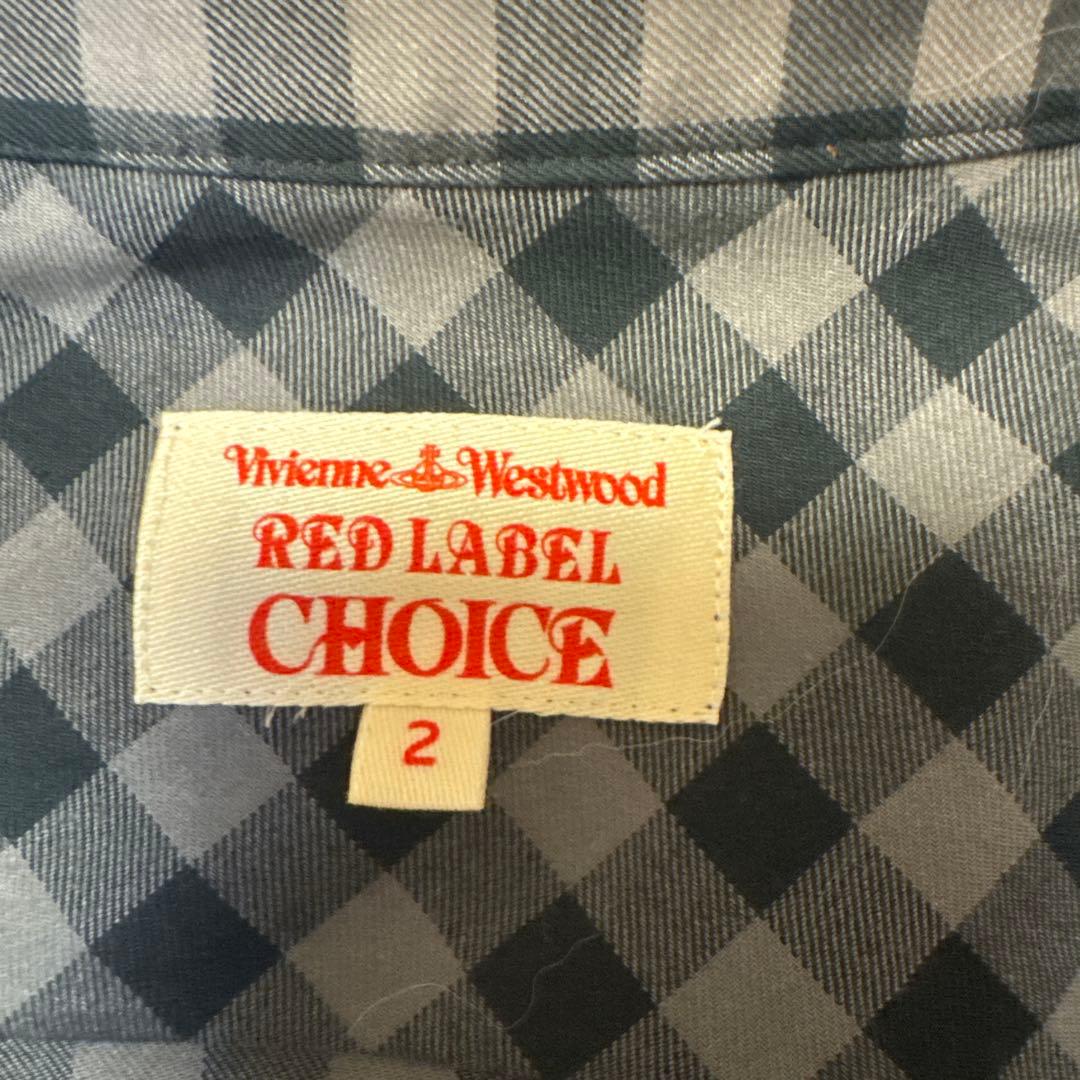 Vivienne Westwood
RED LABEL
CHOICE
2